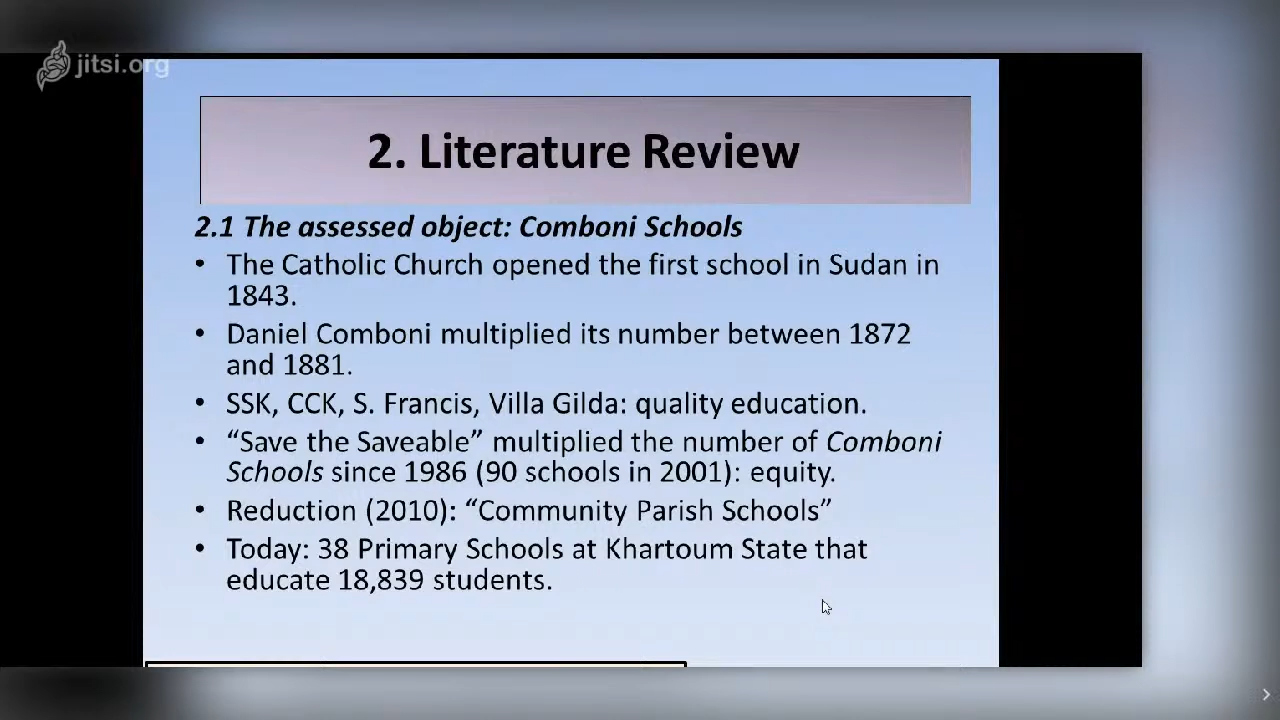 jitsi.org
2. Literature Review
2.1 The assessed object: Comboni Schools
• The Catholic Church opened the first school in Sudan in
1843.
• Daniel Comboni multiplied its number between 1872
and 1881.
• SSK, CCK, S. Francis, Villa Gilda: quality education.
• “Save the Saveable” multiplied the number of Comboni
Schools since 1986 (90 schools in 2001): equity.
• Reduction (2010): “Community Parish Schools”
• Today: 38 Primary Schools at Khartoum State that
educate 18,839 students.